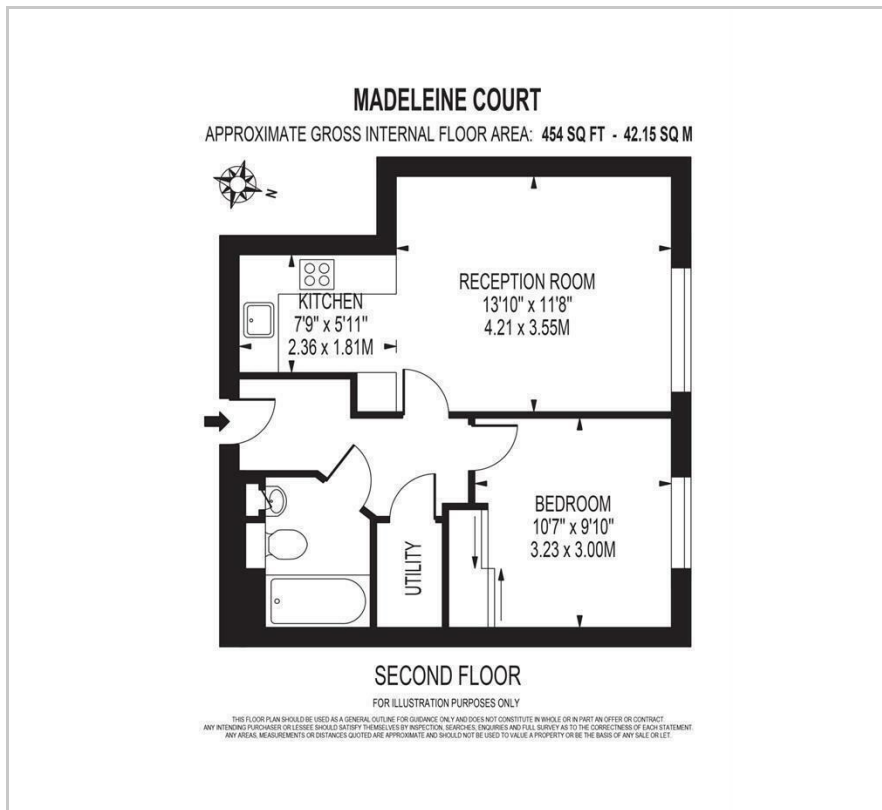 MADELEINE COURT
APPROXIMATE GROSS INTERNAL FLOOR AREA: 454 SQ FT - 42.15 SQ M
N
RECEPTION ROOM
13'10" x 11'8"
4.21 x 3.55M
KITCHEN
7'9" x 5'11"
2.36 x 1.81M
BEDROOM
10'7" x 9'10"
3.23 x 3.00M
UTILITY
SECOND FLOOR
FOR ILLUSTRATION PURPOSES ONLY
THIS FLOOR PLAN SHOULD BE USED AS A GENERAL OUTLINE FOR GUIDANCE ONLY AND DOES NOT CONSTITUTE IN WHOLE OR IN PART AN OFFER OR CONTRACT.
ANY INTENDING PURCHASER OR LESSEE SHOULD SATISFY THEMSELVES BY INSPECTION, SEARCHES, ENQUIRIES AND FULL SURVEY AS TO THE CORRECTNESS OF EACH STATEMENT.
ANY AREAS, MEASUREMENTS OR DISTANCES QUOTED ARE APPROXIMATE AND SHOULD NOT BE USED TO VALUE A PROPERTY OR BE THE BASIS OF ANY SALE OR LET.